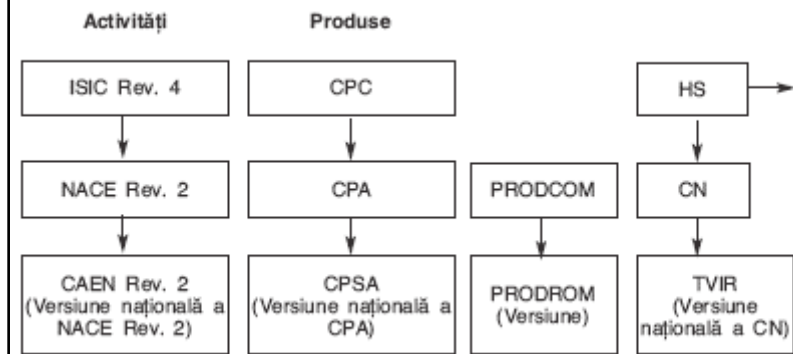 Activități Produse
ISIC Rev. 4 CPC HS
NACE Rev. 2 CPA PRODCOM CN
CAEN Rev. 2
(Versiune națională a
NACE Rev. 2)
CPSA
(Versiune națională a
CPA)
PRODROM
(Versiune)
TVIR
(Versiune
națională a CN)